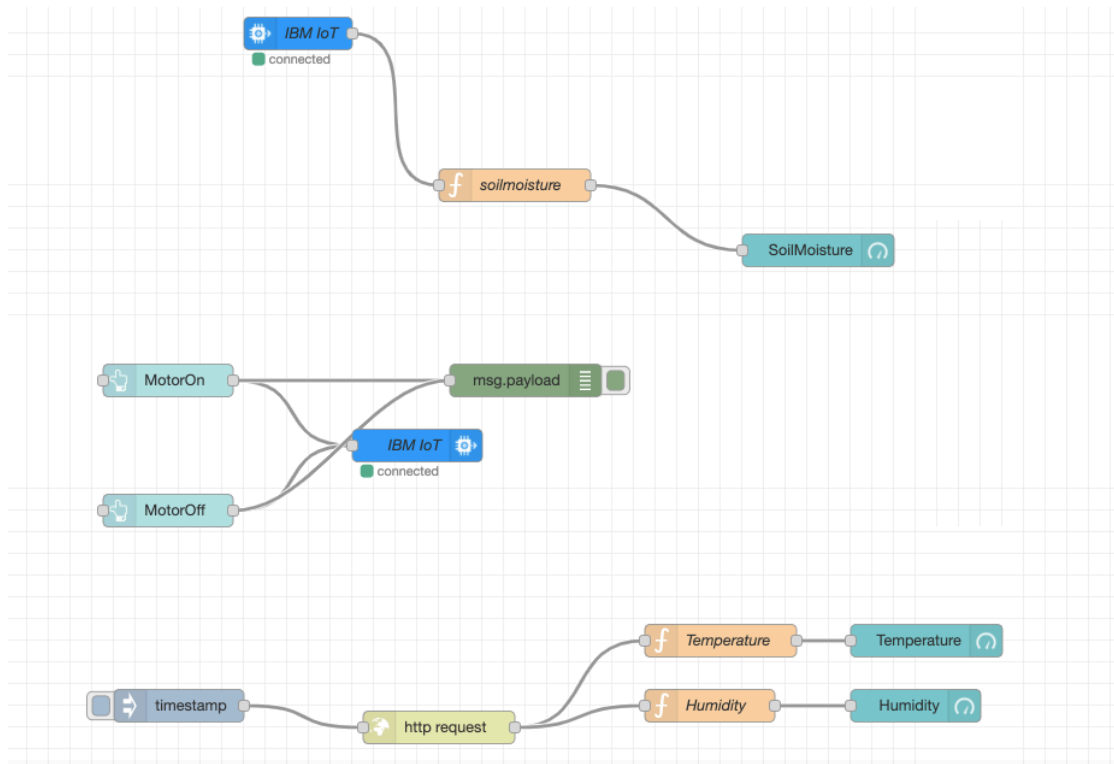 IBM IoT
connected
soilmoisture
SoilMoisture
MotorOn
msg.payload
IBM IoT
connected
MotorOff
Temperature
Temperature
timestamp
Humidity
Humidity
http request